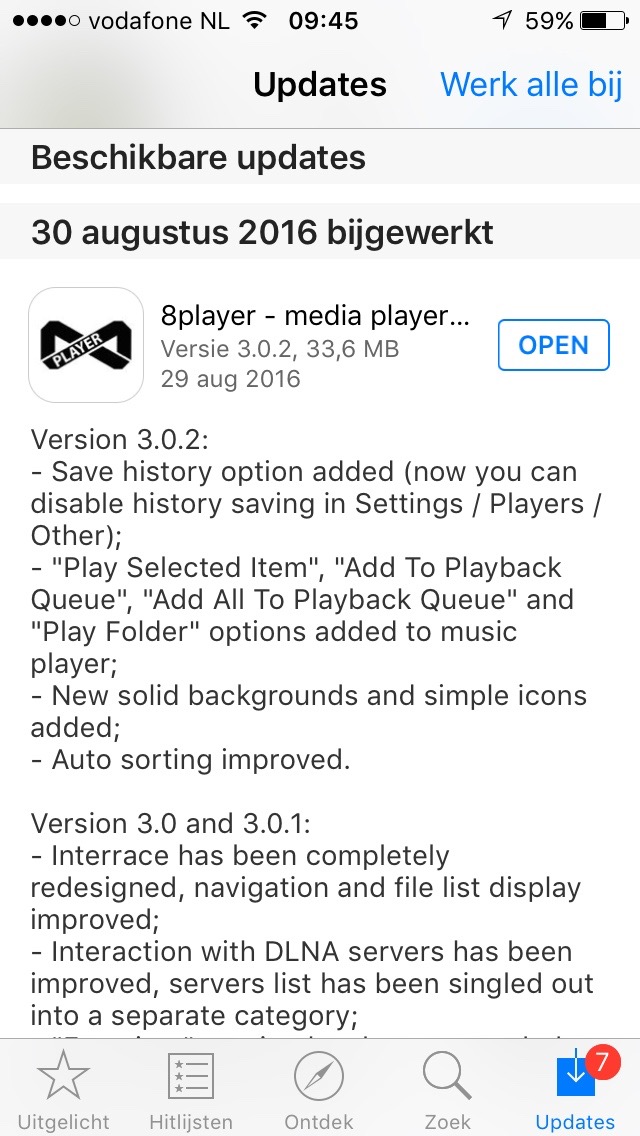 vodafone NL 09:45 59%
Updates Werk alle bij
Beschikbare updates
30 augustus 2016 bijgewerkt
PLAYER
8player - media player...
Versie 3.0.2, 33,6 MB
29 aug 2016
OPEN
Version 3.0.2:
- Save history option added (now you can
disable history saving in Settings / Players /
Other);
- "Play Selected Item", "Add To Playback
Queue", "Add All To Playback Queue" and
"Play Folder" options added to music
player;
- New solid backgrounds and simple icons
added;
- Auto sorting improved.
Version 3.0 and 3.0.1:
- Interrace has been completely
redesigned, navigation and file list display
improved;
- Interaction with DLNA servers has been
improved, servers list has been singled out
into a separate category;
7
Uitgelicht Hitlijsten Ontdek Zoek Updates